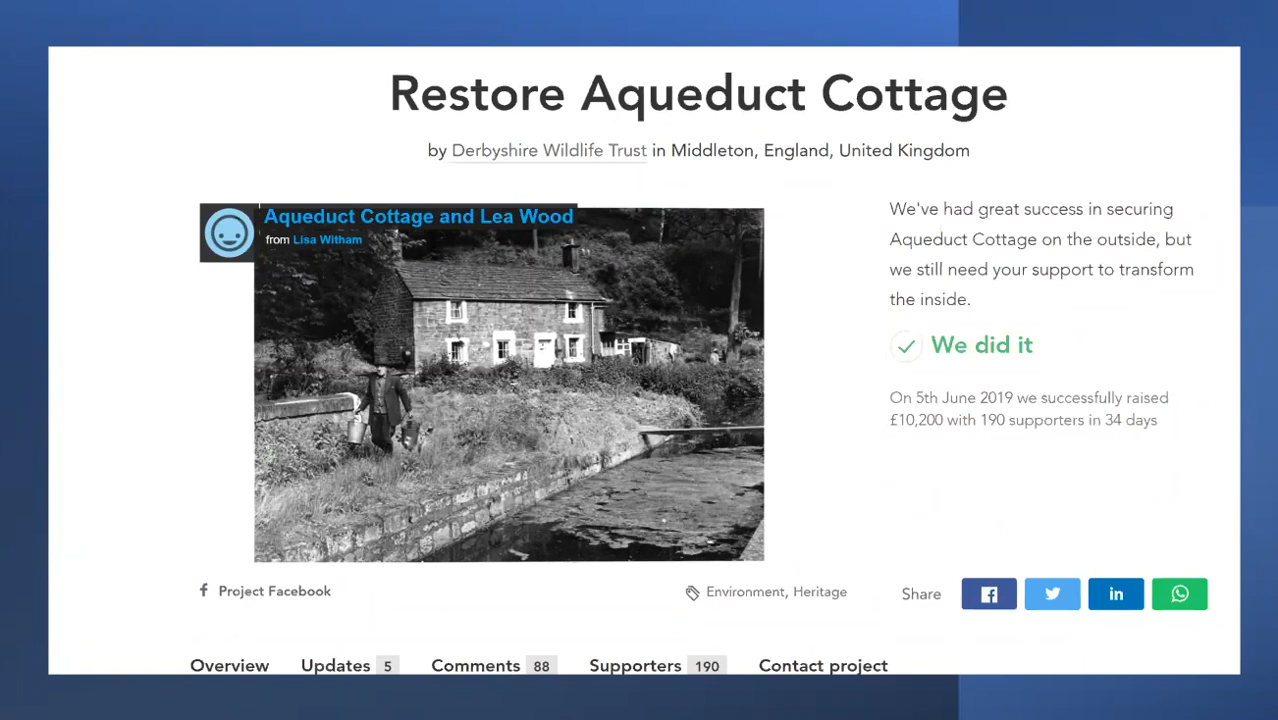 Restore Aqueduct Cottage
by Derbyshire Wildlife Trust in Middleton, England, United Kingdom
Aqueduct Cottage and Lea Wood
from Lisa Witham
We've had great success in securing
Aqueduct Cottage on the outside, but
we still need your support to transform
the inside.
We did it
On 5th June 2019 we successfully raised
£10,200 with 190 supporters in 34 days
Project Facebook
Environment, Heritage
Share
Overview Updates 5 Comments 88 Supporters 190 Contact project